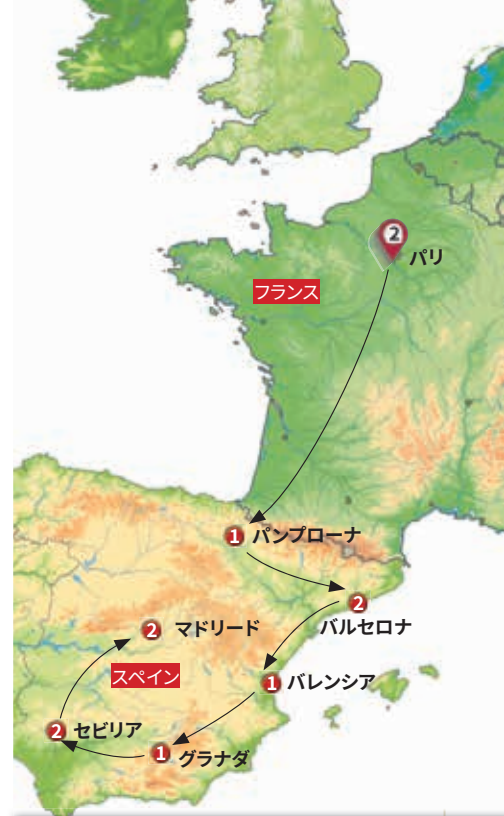 2
パリ
フランス
1 パンプローナ
2
バルセロナ
2 マドリード
スペイン
1 バレンシア
2 セビリア
1 グラナダ